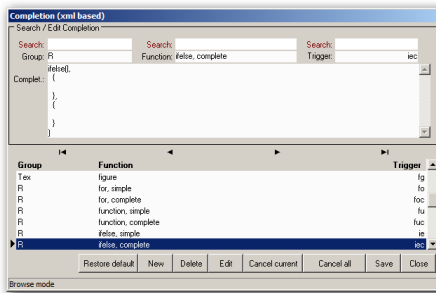 Completion (xml based)
Search / Edit Completion
Search: Search: Search:
Group: R Function: ifelse, complete Trigger: iec
Complet.: ifelse(),
{
},
{
}
)
Group Function Trigger
Tex figure fg
R for, simple fo
R for, complete foc
R function, simple fu
R function, complete fuc
R ifelse, simple ie
R ifelse, complete iec
Restore default New Delete Edit Cancel current Cancel all Save Close
Browse mode